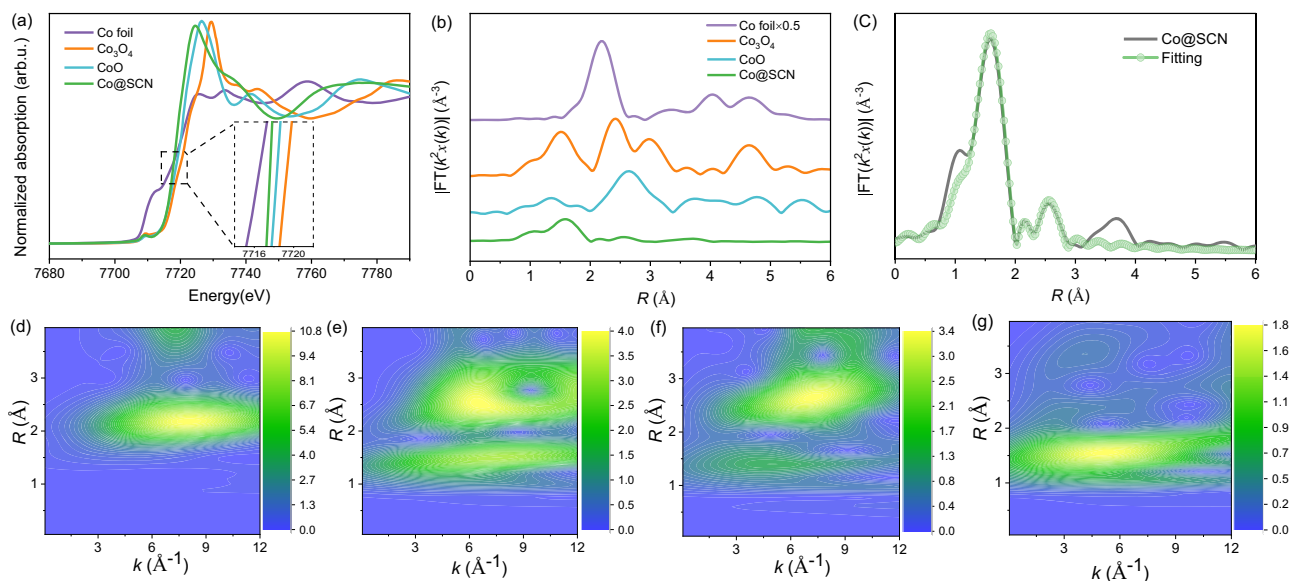 (a)
Normalized absorption (arb.u.)
Co foil
Co3O4
CoO
Co@SCN
7716 7720
7680 7700 7720 7740 7760 7780
Energy(eV)
(b)
|FT(k²x(k))| (Å-³)
Co foil×0.5
Co3O4
CoO
Co@SCN
0 1 2 3 4 5 6
R (Å)
(C)
|FT(k²x(k))| (Å-³)
Co@SCN
Fitting
0 1 2 3 4 5 6
R (Å)
(d)
R (Å)
3
2
1
3 6 9 12
k (Å-1)
10.8
9.4
8.1
6.7
5.4
4.0
2.7
1.3
0.0
(e)
R (Å)
3
2
1
3 6 9 12
k (Å-1)
4.0
3.5
3.0
2.5
2.0
1.5
1.0
0.5
0.0
(f)
R (Å)
3
2
1
3 6 9 12
k (Å-1)
3.4
3.0
2.6
2.1
1.7
1.3
0.9
0.4
0.0
(g)
R (Å)
3
2
1
3 6 9 12
k (Å-1)
1.8
1.6
1.4
1.1
0.9
0.7
0.5
0.2
0.0